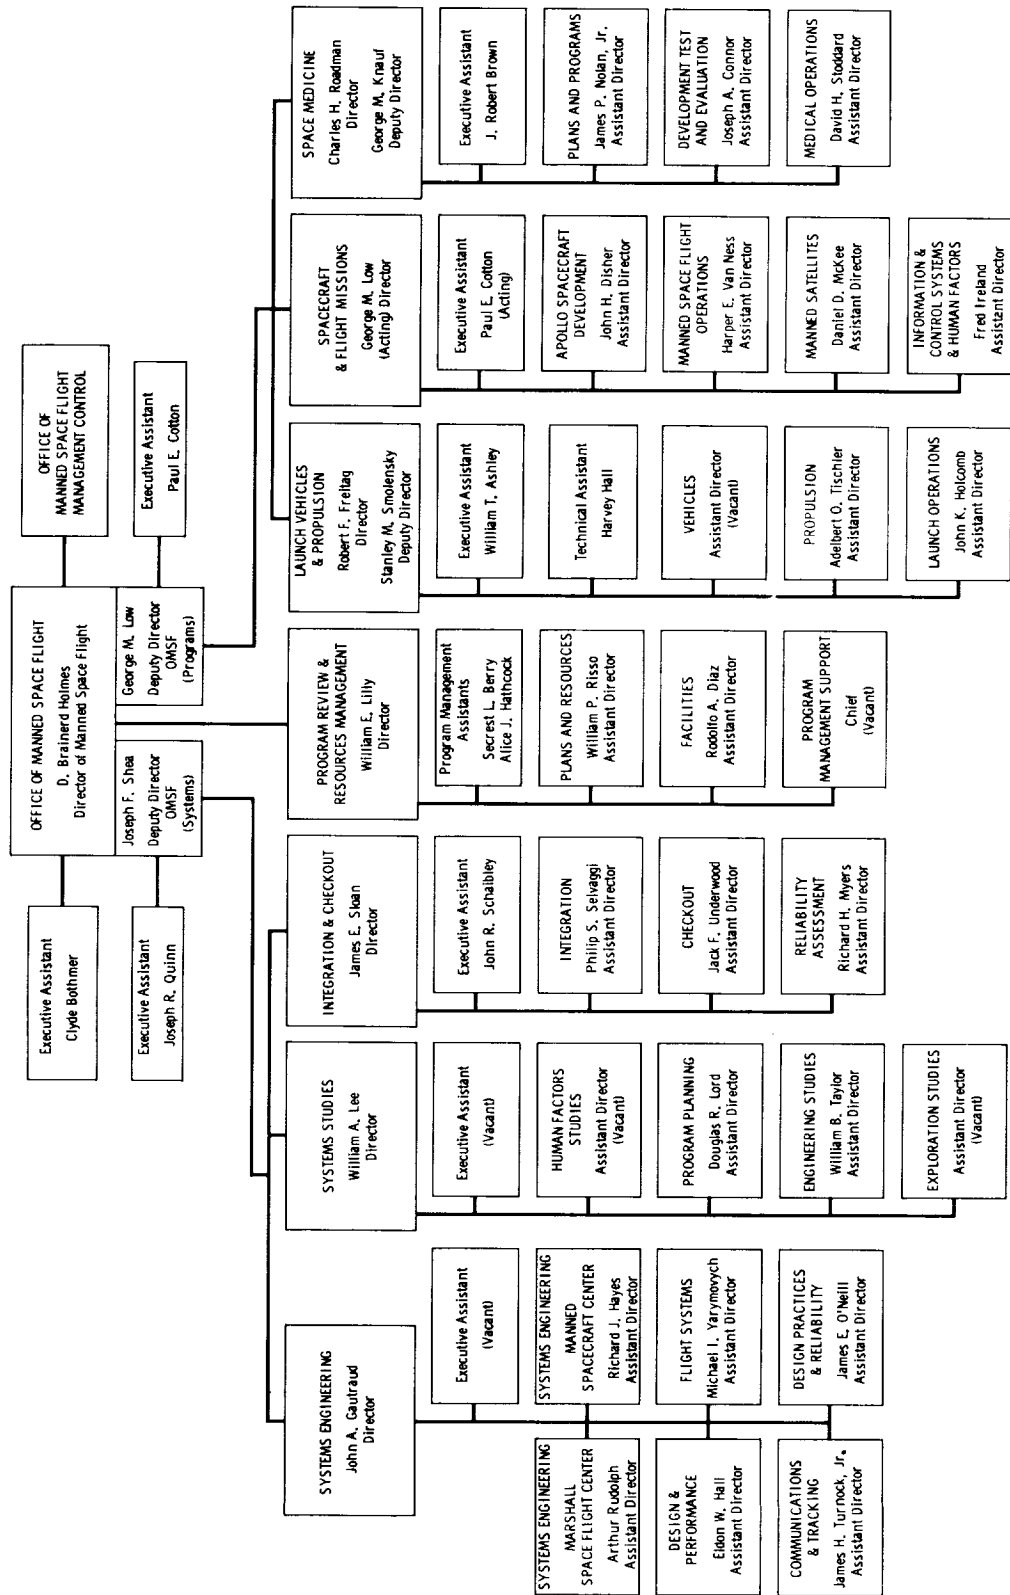 OFFICE OF MANNED SPACE FLIGHT
D. Brainerd Holmes
Director of Manned Space Flight
OFFICE OF
MANNED SPACE FLIGHT
MANAGEMENT CONTROL
Executive Assistant
Clyde Bothmer
Joseph F. Shea
Deputy Director
OMSF
(Systems)
George M. Low
Deputy Director
OMSF
(Programs)
Executive Assistant
Joseph R. Quinn
Executive Assistant
Paul E. Cotton
SYSTEMS ENGINEERING
John A. Gautraud
Director
Executive Assistant
(Vacant)
SYSTEMS ENGINEERING
MARSHALL
SPACE FLIGHT CENTER
Arthur Rudolph
Assistant Director
SYSTEMS ENGINEERING
MANNED
SPACECRAFT CENTER
Richard J. Hayes
Assistant Director
DESIGN &
PERFORMANCE
Eldon W. Hall
Assistant Director
FLIGHT SYSTEMS
Michael I. Yarymovych
Assistant Director
COMMUNICATIONS
& TRACKING
James H. Turnock, Jr.
Assistant Director
DESIGN PRACTICES
& RELIABILITY
James E. O'Neill
Assistant Director
SYSTEMS STUDIES
William A. Lee
Director
Executive Assistant
(Vacant)
HUMAN FACTORS
STUDIES
Assistant Director
(Vacant)
PROGRAM PLANNING
Douglas R. Lord
Assistant Director
ENGINEERING STUDIES
William B. Taylor
Assistant Director
EXPLORATION STUDIES
Assistant Director
(Vacant)
INTEGRATION & CHECKOUT
James E. Sloan
Director
Executive Assistant
John R. Schaibley
INTEGRATION
Philip S. Selvaggi
Assistant Director
CHECKOUT
Jack F. Underwood
Assistant Director
RELIABILITY
ASSESSMENT
Richard H. Myers
Assistant Director
PROGRAM REVIEW &
RESOURCES MANAGEMENT
William E. Lilly
Director
Program Management
Assistants
Secrest L. Berry
Alice J. Hathcock
PLANS AND RESOURCES
William P. Risso
Assistant Director
FACILITIES
Rodolfo A. Diaz
Assistant Director
PROGRAM
MANAGEMENT SUPPORT
Chief
(Vacant)
LAUNCH VEHICLES
& PROPULSION
Robert F. Freitag
Director
Stanley M. Smolensky
Deputy Director
Executive Assistant
William T. Ashley
Technical Assistant
Harvey Hall
VEHICLES
Assistant Director
(Vacant)
PROPULSION
Adelbert O. Tischler
Assistant Director
LAUNCH OPERATIONS
John K. Holcomb
Assistant Director
SPACECRAFT
& FLIGHT MISSIONS
George M. Low
(Acting) Director
Executive Assistant
Paul E. Cotton
(Acting)
APOLLO SPACECRAFT
DEVELOPMENT
John H. Disher
Assistant Director
MANNED SPACE FLIGHT
OPERATIONS
Harper E. Van Ness
Assistant Director
MANNED SATELLITES
Daniel D. McKee
Assistant Director
INFORMATION &
CONTROL SYSTEMS
& HUMAN FACTORS
Fred Ireland
Assistant Director
SPACE MEDICINE
Charles H. Roadman
Director
George M. Knauf
Deputy Director
Executive Assistant
J. Robert Brown
PLANS AND PROGRAMS
James P. Nolan, Jr.
Assistant Director
DEVELOPMENT TEST
AND EVALUATION
Joseph A. Connor
Assistant Director
MEDICAL OPERATIONS
David H. Stoddard
Assistant Director